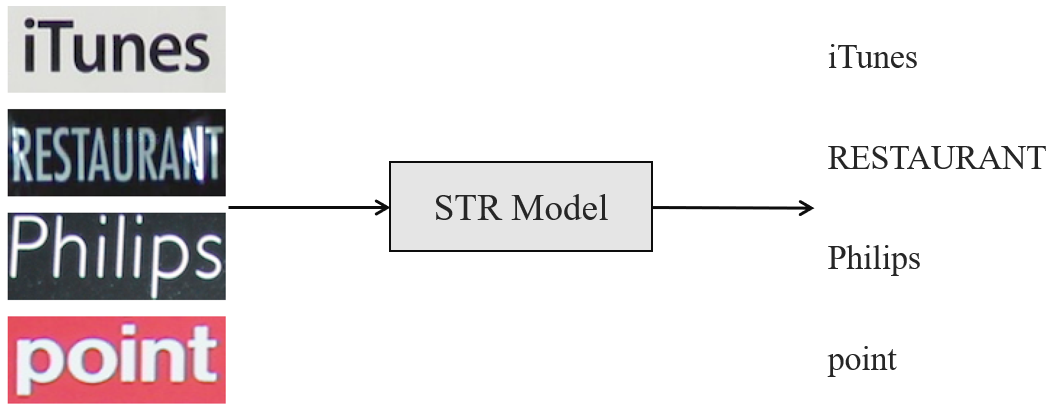 iTunes
RESTAURANT
Philips
point
STR Model
iTunes
RESTAURANT
Philips
point